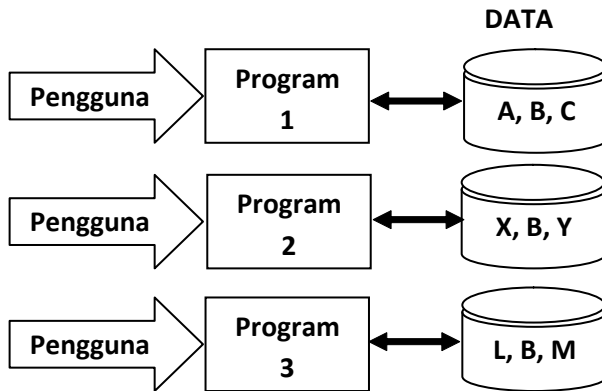 DATA
Pengguna
Program
1
A, B, C
Pengguna
Program
2
X, B, Y
Pengguna
Program
3
L, B, M